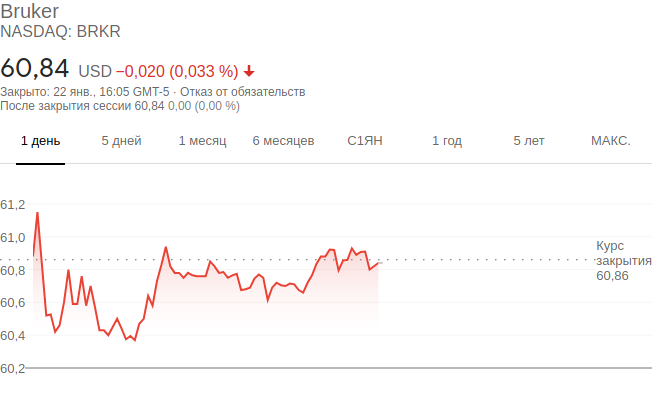 Bruker
NASDAQ: BRKR
60,84 USD −0,020 (0,033 %)
Закрыто: 22 янв., 16:05 GMT-5 · Отказ от обязательств
После закрытия сессии 60,84 0,00 (0,00 %)
1 день 5 дней 1 месяц 6 месяцев С1ЯН 1 год 5 лет МАКС.
61,2
61,0
60,8
60,6
60,4
60,2
Курс
закрытия
60,86